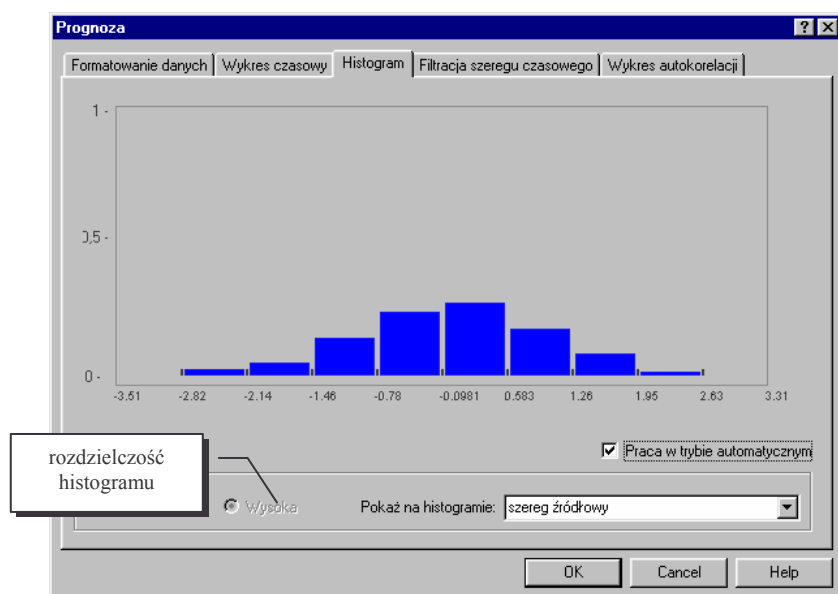 Prognoza
Formatowanie danych Wykres czasowy Histogram Filtracja szeregu czasowego Wykres autokorelacji
1 -
0,5 -
0 -
-3.51 -2.82 -2.14 -1.46 -0.78 -0.0981 0.583 1.26 1.95 2.63 3.31
Praca w trybie automatycznym
rozdzielczość
histogramu
Wysoka Pokaż na histogramie: szereg źródłowy
OK Cancel Help